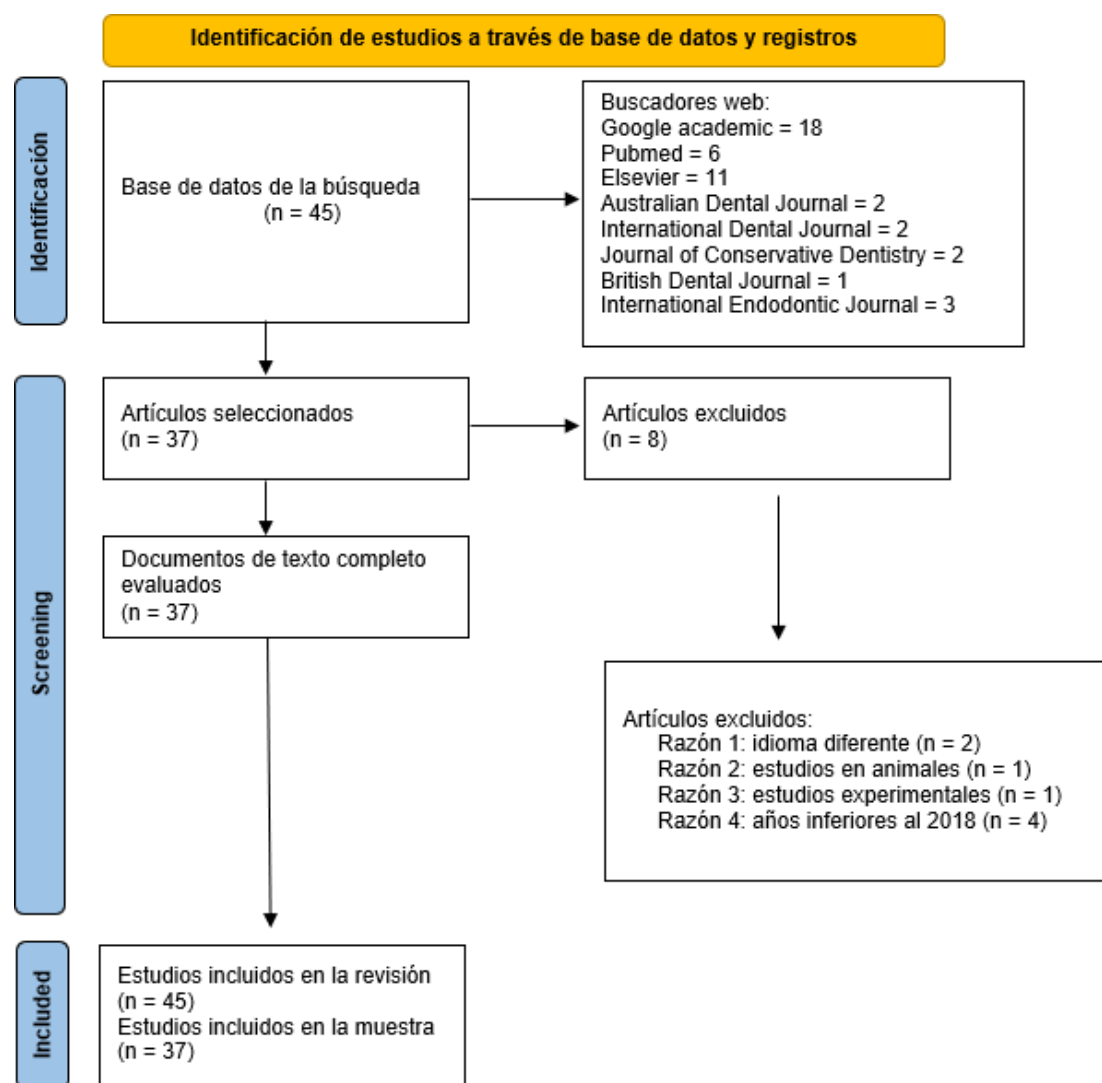 Identificación de estudios a través de base de datos y registros
Identificación
Base de datos de la búsqueda
(n = 45)
Buscadores web:
Google academic = 18
Pubmed = 6
Elsevier = 11
Australian Dental Journal = 2
International Dental Journal = 2
Journal of Conservative Dentistry = 2
British Dental Journal = 1
International Endodontic Journal = 3
Screening
Artículos seleccionados
(n = 37)
Artículos excluidos
(n = 8)
Documentos de texto completo
evaluados
(n = 37)
Artículos excluidos:
Razón 1: idioma diferente (n = 2)
Razón 2: estudios en animales (n = 1)
Razón 3: estudios experimentales (n = 1)
Razón 4: años inferiores al 2018 (n = 4)
Included
Estudios incluidos en la revisión
(n = 45)
Estudios incluidos en la muestra
(n = 37)